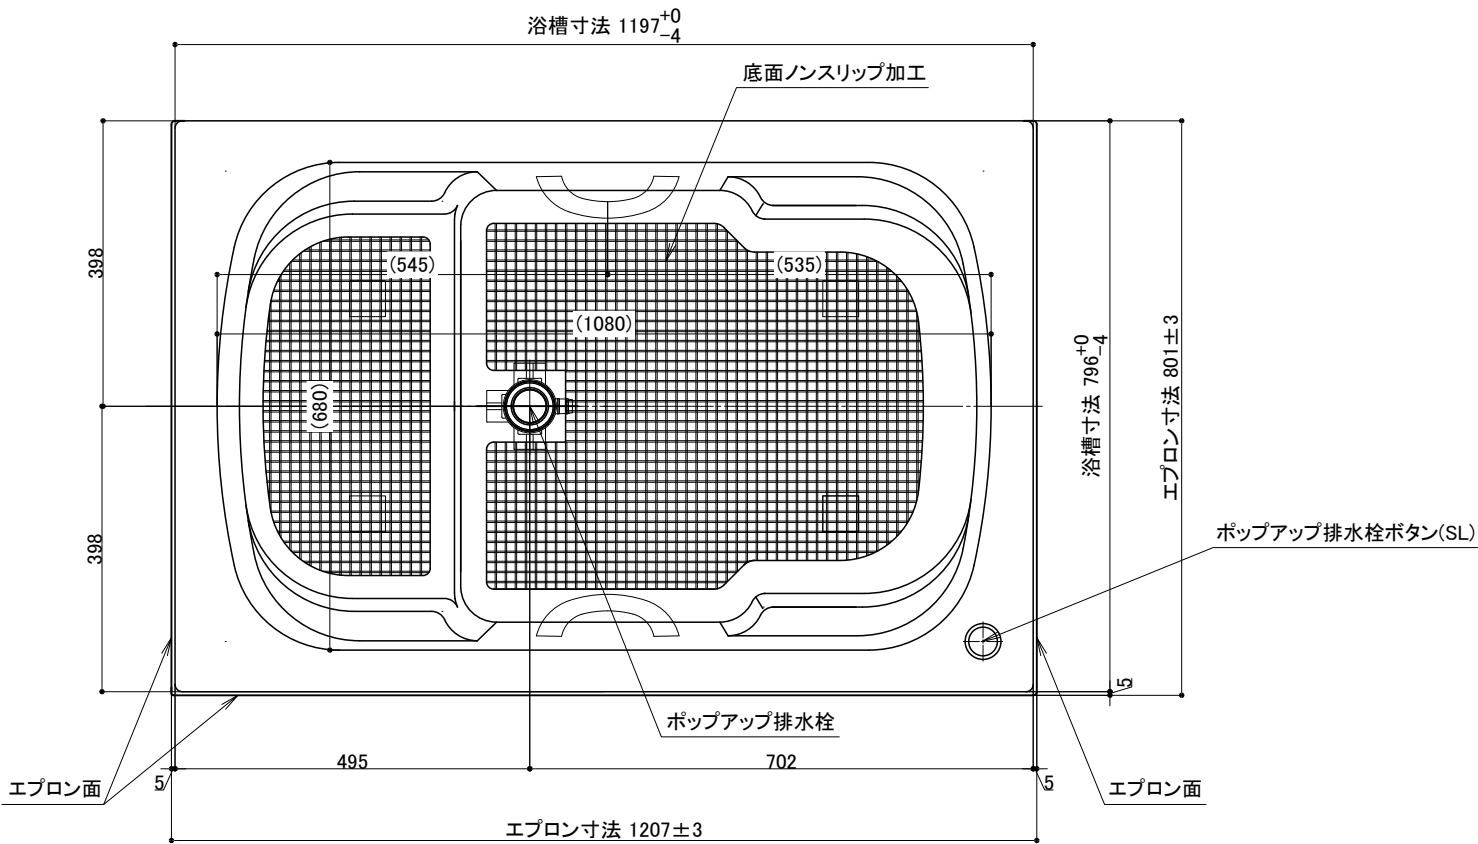 浴槽寸法 1197+0 −4
底面ノンスリップ加工
398
(545)
(535)
(1080)
(680)
浴槽寸法 796+0 −4
エプロン寸法 801±3
398
ポップアップ排水栓ボタン(SL)
5
ポップアップ排水栓
495
702
5
5
エプロン面
エプロン面
エプロン寸法 1207±3